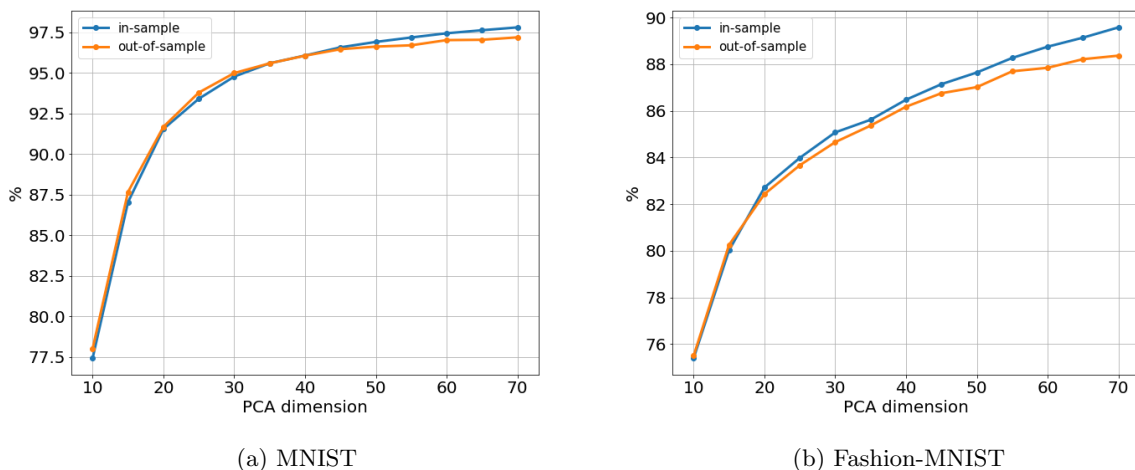 in-sample
out-of-sample
97.5
95.0
92.5
90.0
87.5
85.0
82.5
80.0
77.5
%
10 20 30 40 50 60 70
PCA dimension
(a) MNIST
in-sample
out-of-sample
90
88
86
84
82
80
78
76
%
10 20 30 40 50 60 70
PCA dimension
(b) Fashion-MNIST